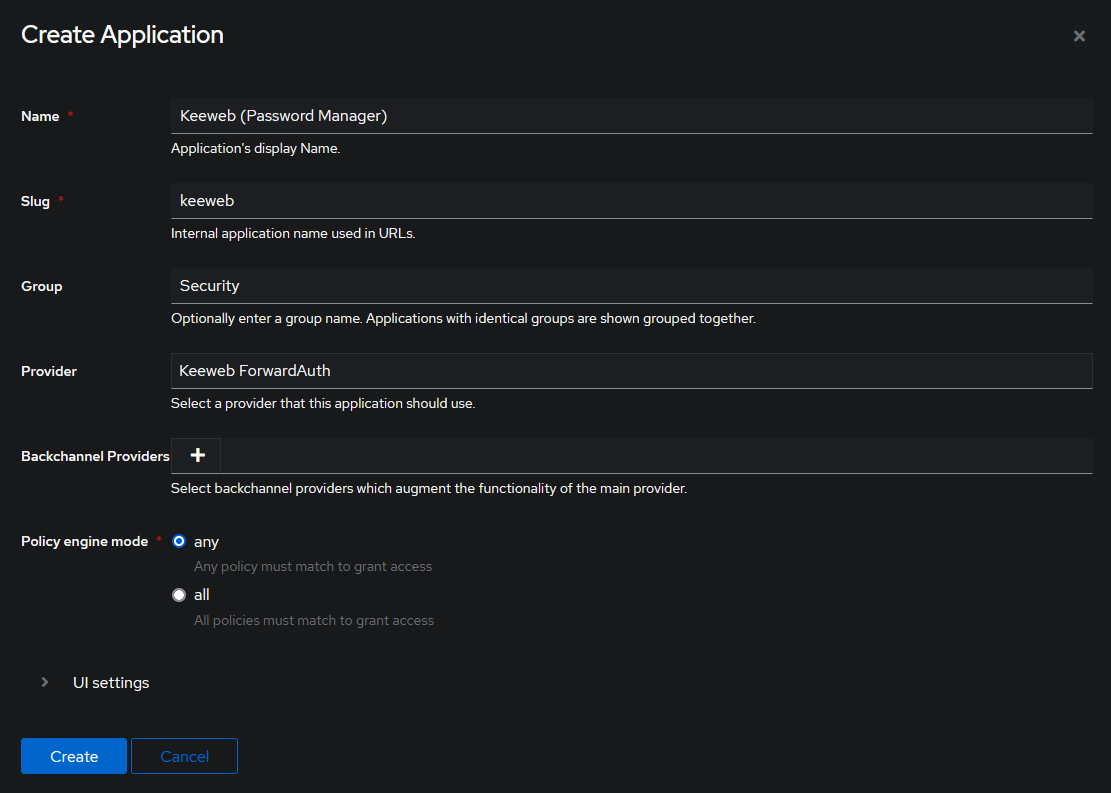 Create Application
Name *
Keeweb (Password Manager)
Application's display Name.
Slug *
keeweb
Internal application name used in URLs.
Group
Security
Optionally enter a group name. Applications with identical groups are shown grouped together.
Provider
Keeweb ForwardAuth
Select a provider that this application should use.
Backchannel Providers
Select backchannel providers which augment the functionality of the main provider.
Policy engine mode *
any
Any policy must match to grant access
all
All policies must match to grant access
UI settings
Create Cancel